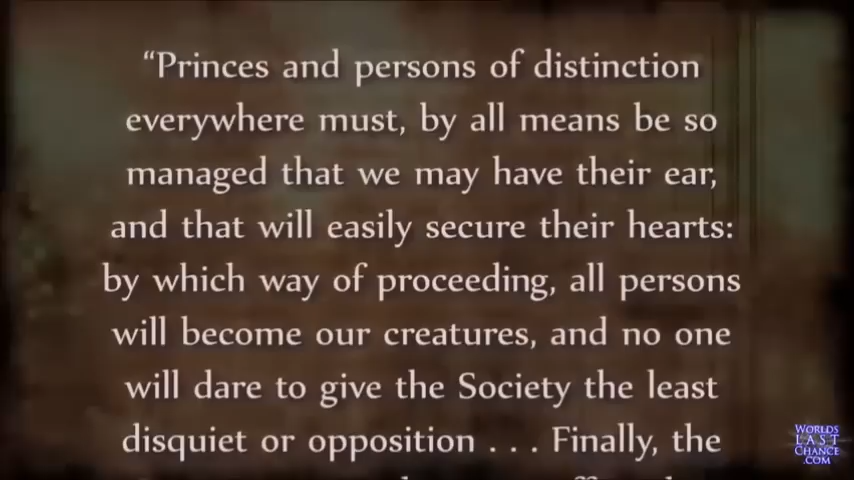 “Princes and persons of distinction
everywhere must, by all means be so
managed that we may have their ear,
and that will easily secure their hearts:
by which way of proceeding, all persons
will become our creatures, and no one
will dare to give the Society the least
disquiet or opposition . . . Finally, the
WORLDS
LAST
CHANCE
.COM